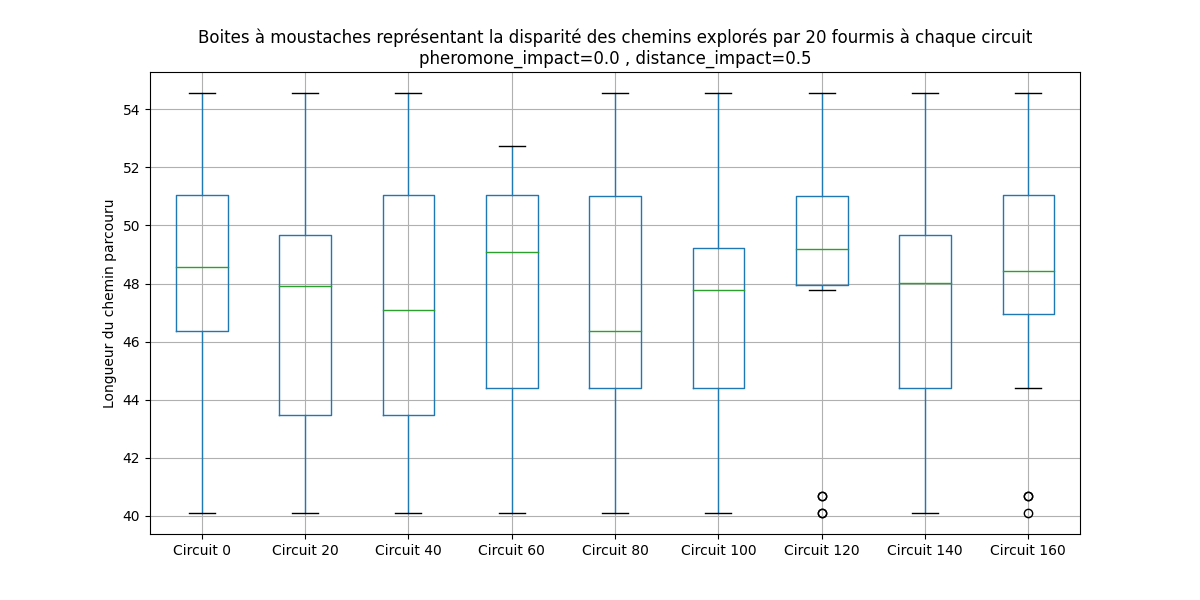 Boites à moustaches représentant la disparité des chemins explorés par 20 fourmis à chaque circuit
pheromone_impact=0.0 , distance_impact=0.5
Longueur du chemin parcouru
54
52
50
48
46
44
42
40
Circuit 0 Circuit 20 Circuit 40 Circuit 60 Circuit 80 Circuit 100 Circuit 120 Circuit 140 Circuit 160